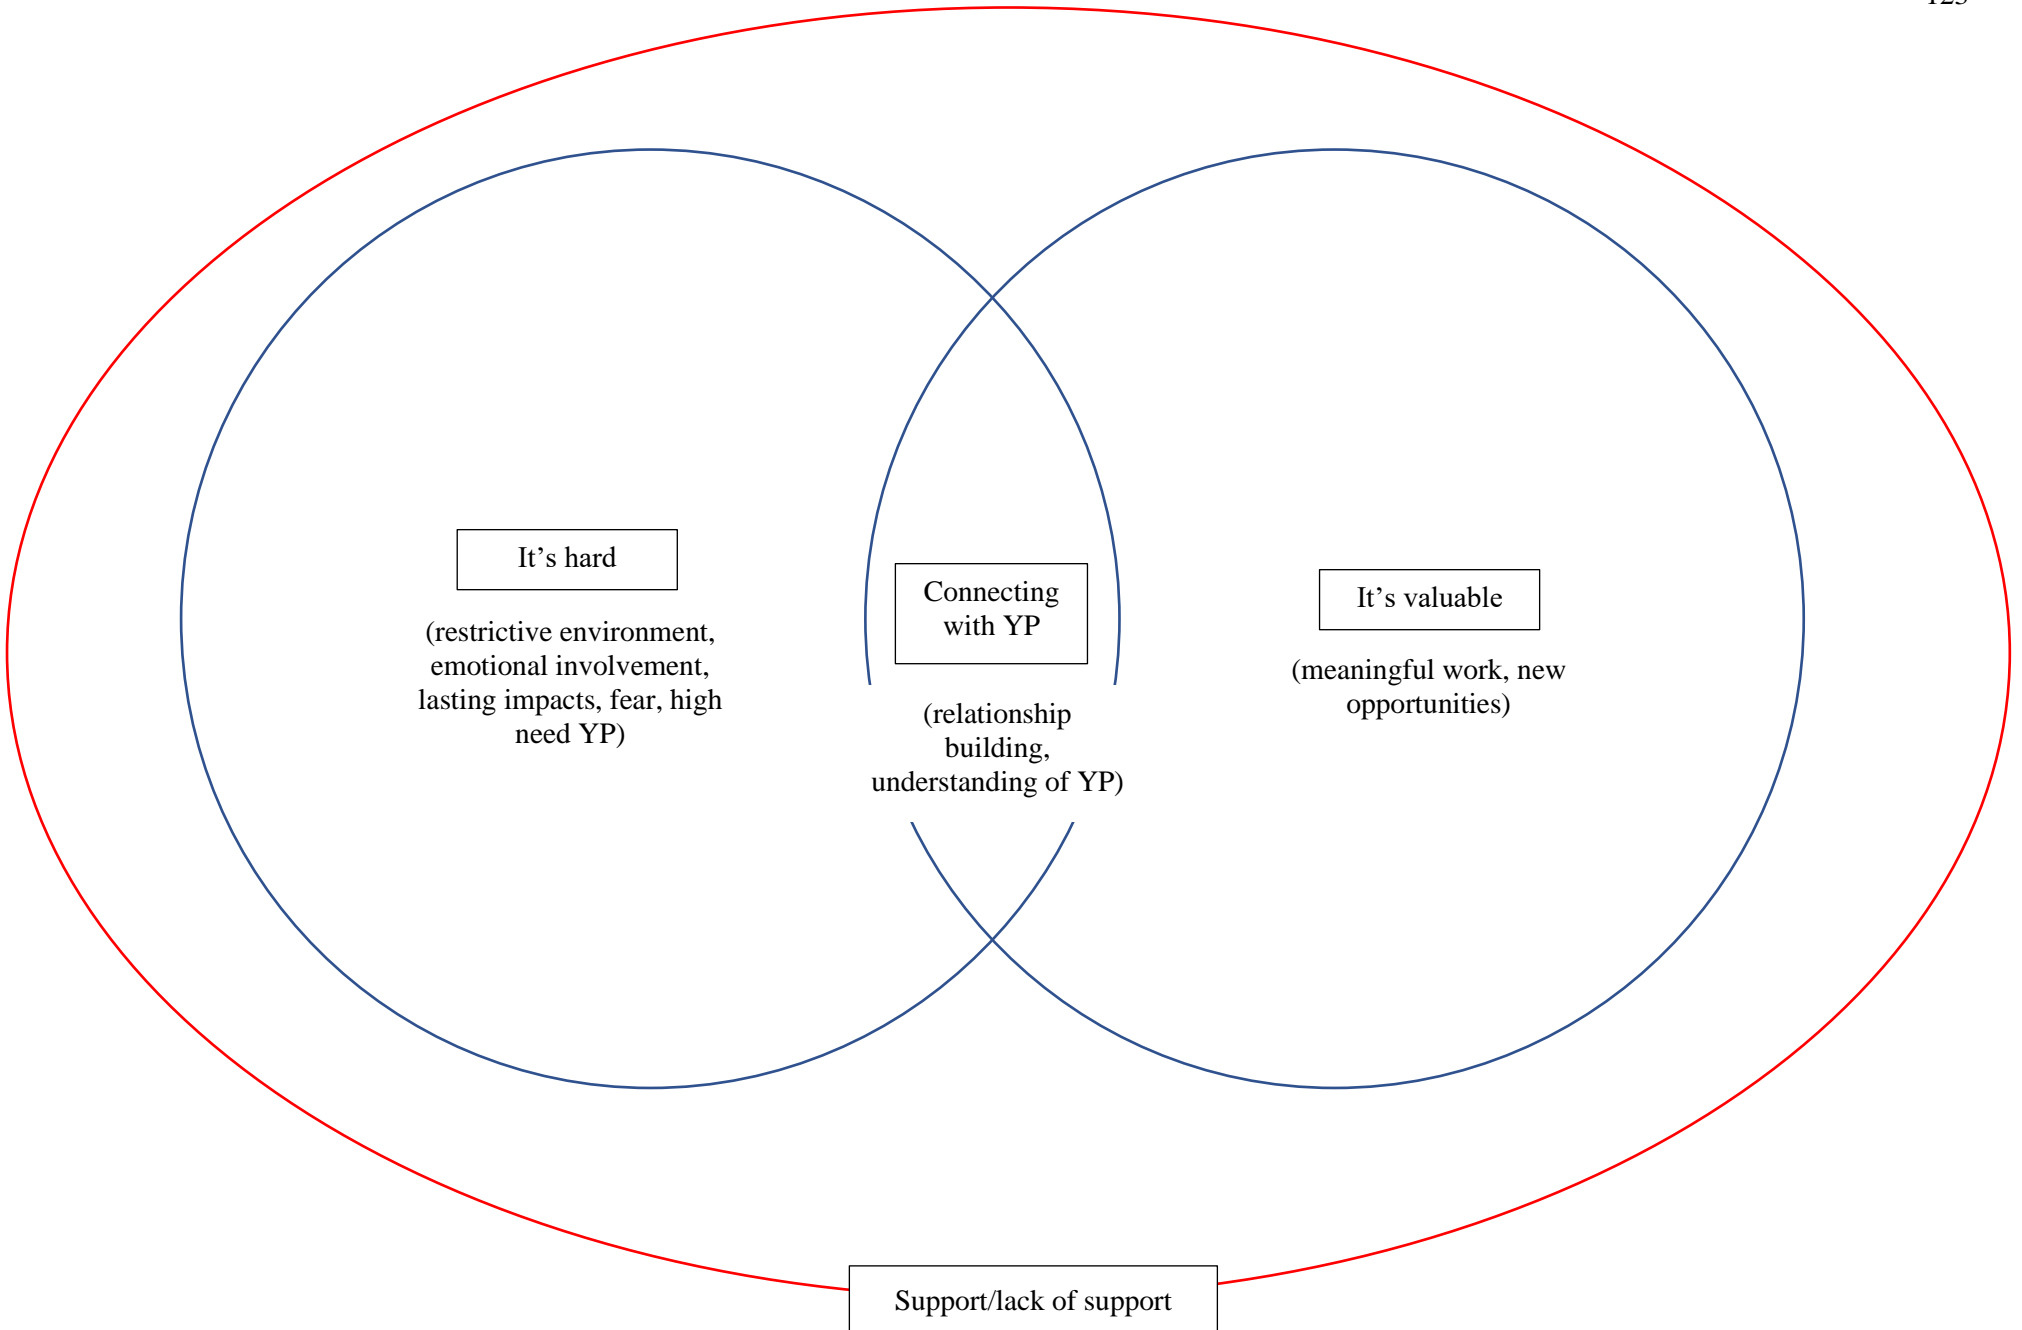 It’s hard
(restrictive environment,
emotional involvement,
lasting impacts, fear, high
need YP)
Connecting
with YP
(relationship
building,
understanding of YP)
It’s valuable
(meaningful work, new
opportunities)
Support/lack of support